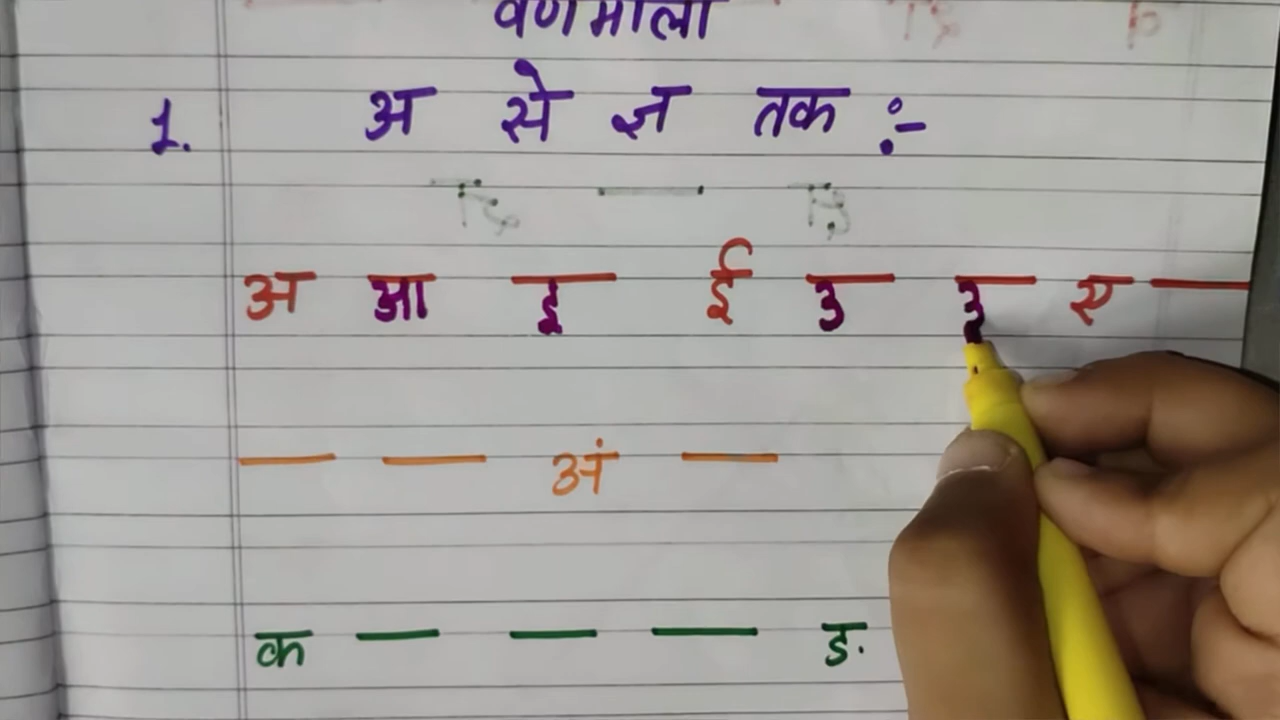 वर्णमाला
1. अ से ज्ञ तक :-
अ आ इ ई उ उ ए
अं
क ङ